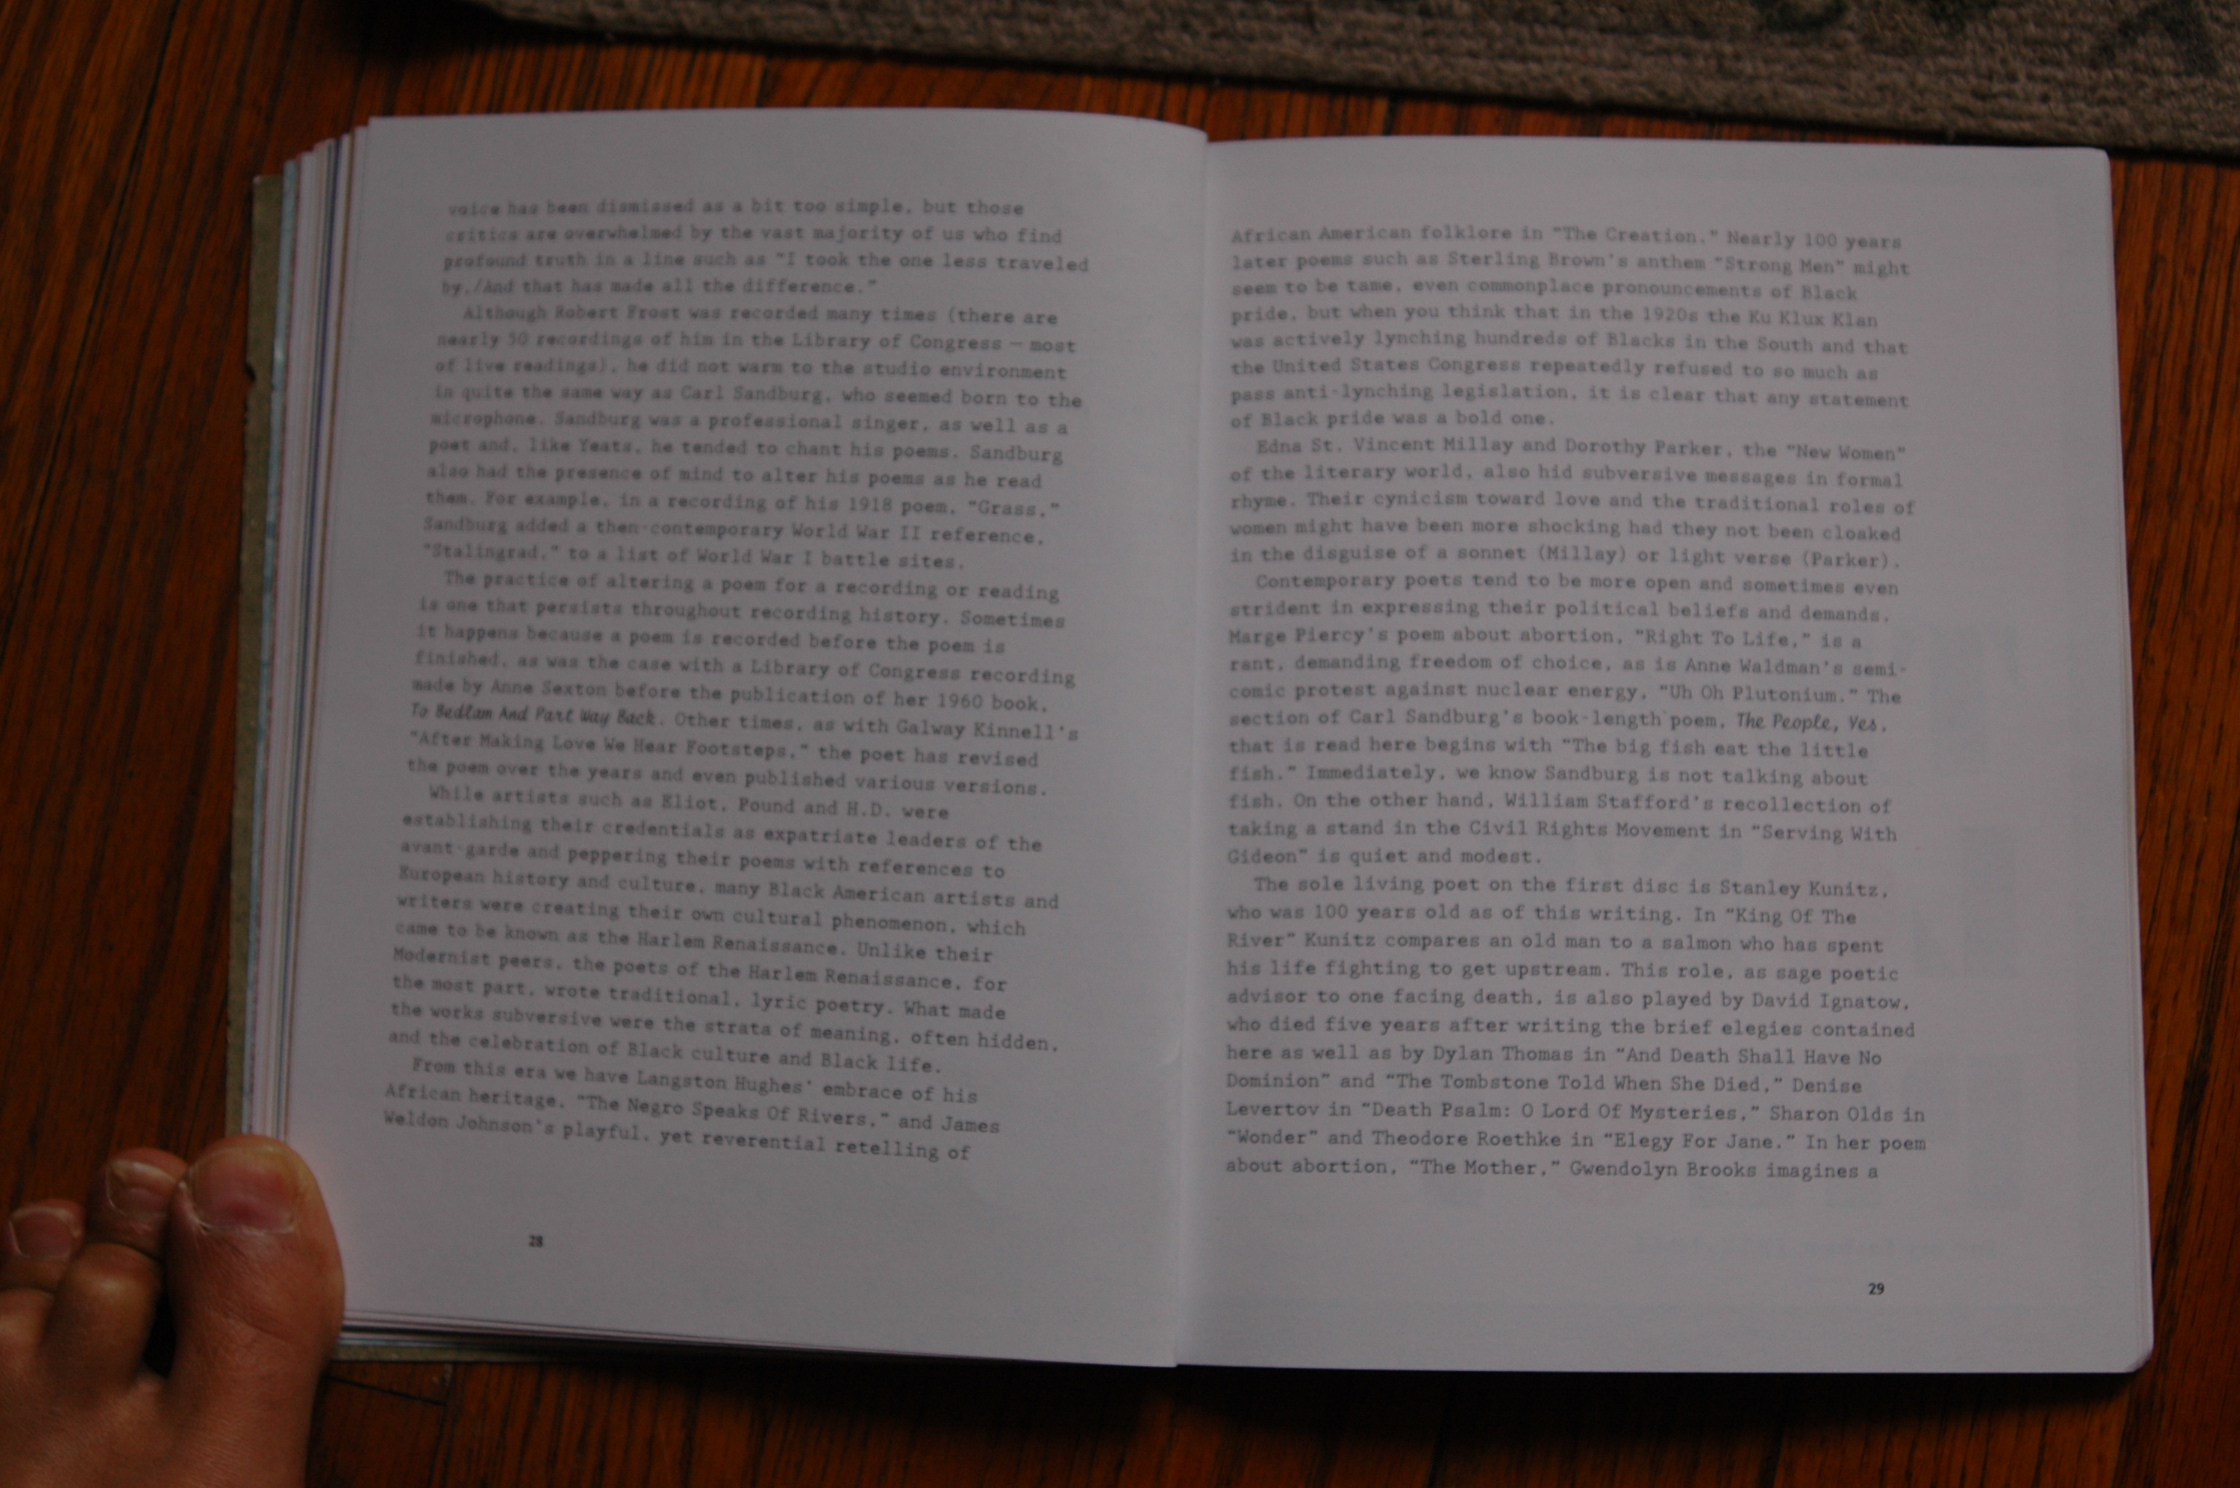 voice has been dismissed as a bit too simple, but those
critics are overwhelmed by the vast majority of us who find
profound truth in a line such as "I took the one less traveled
by,/And that has made all the difference."
Although Robert Frost was recorded many times (there are
nearly 30 recordings of him in the Library of Congress — most
of live readings), he did not warm to the studio environment
in quite the same way as Carl Sandburg, who seemed born to the
microphone. Sandburg was a professional singer, as well as a
poet and, like Yeats, he tended to chant his poems. Sandburg
also had the presence of mind to alter his poems as he read
them. For example, in a recording of his 1918 poem, "Grass,"
Sandburg added a then-contemporary World War II reference,
"Stalingrad," to a list of World War I battle sites.
The practice of altering a poem for a recording or reading
is one that persists throughout recording history. Sometimes
it happens because a poem is recorded before the poem is
finished, as was the case with a Library of Congress recording
made by Anne Sexton before the publication of her 1960 book,
To Bedlam And Part Way Back. Other times, as with Galway Kinnell's
"After Making Love We Hear Footsteps," the poet has revised
the poem over the years and even published various versions.
While artists such as Eliot, Pound and H.D. were
establishing their credentials as expatriate leaders of the
avant-garde and peppering their poems with references to
European history and culture, many Black American artists and
writers were creating their own cultural phenomenon, which
came to be known as the Harlem Renaissance. Unlike their
Modernist peers, the poets of the Harlem Renaissance, for
the most part, wrote traditional, lyric poetry. What made
the works subversive were the strata of meaning, often hidden,
and the celebration of Black culture and Black life.
From this era we have Langston Hughes' embrace of his
African heritage, "The Negro Speaks Of Rivers," and James
Weldon Johnson's playful, yet reverential retelling of
28
African American folklore in "The Creation." Nearly 100 years
later poems such as Sterling Brown's anthem "Strong Men" might
seem to be tame, even commonplace pronouncements of Black
pride, but when you think that in the 1920s the Ku Klux Klan
was actively lynching hundreds of Blacks in the South and that
the United States Congress repeatedly refused to so much as
pass anti-lynching legislation, it is clear that any statement
of Black pride was a bold one.
Edna St. Vincent Millay and Dorothy Parker, the "New Women"
of the literary world, also hid subversive messages in formal
rhyme. Their cynicism toward love and the traditional roles of
women might have been more shocking had they not been cloaked
in the disguise of a sonnet (Millay) or light verse (Parker).
Contemporary poets tend to be more open and sometimes even
strident in expressing their political beliefs and demands.
Marge Piercy's poem about abortion, "Right To Life," is a
rant, demanding freedom of choice, as is Anne Waldman's semi-
comic protest against nuclear energy, "Uh Oh Plutonium." The
section of Carl Sandburg's book-length poem, The People, Yes,
that is read here begins with "The big fish eat the little
fish." Immediately, we know Sandburg is not talking about
fish. On the other hand, William Stafford's recollection of
taking a stand in the Civil Rights Movement in "Serving With
Gideon" is quiet and modest.
The sole living poet on the first disc is Stanley Kunitz,
who was 100 years old as of this writing. In "King Of The
River" Kunitz compares an old man to a salmon who has spent
his life fighting to get upstream. This role, as sage poetic
advisor to one facing death, is also played by David Ignatow,
who died five years after writing the brief elegies contained
here as well as by Dylan Thomas in "And Death Shall Have No
Dominion" and "The Tombstone Told When She Died," Denise
Levertov in "Death Psalm: O Lord Of Mysteries," Sharon Olds in
"Wonder" and Theodore Roethke in "Elegy For Jane." In her poem
about abortion, "The Mother," Gwendolyn Brooks imagines a
29